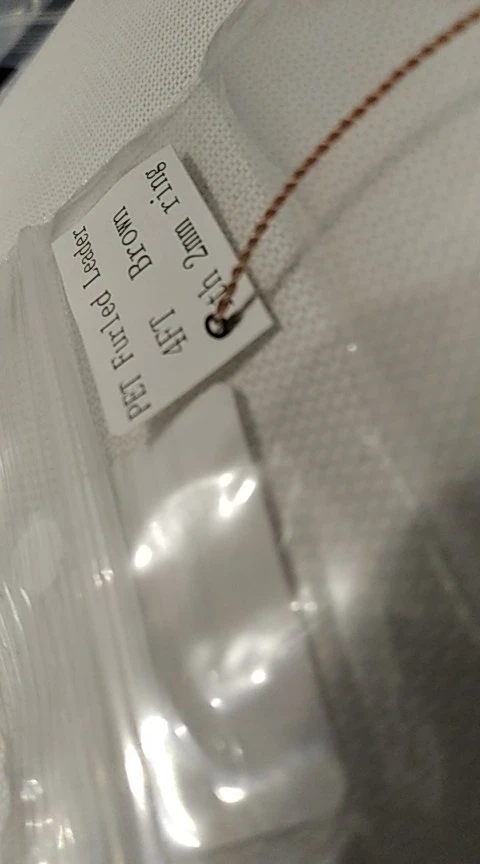 PET Furled Leader
4FT Brown
th 2mm ring